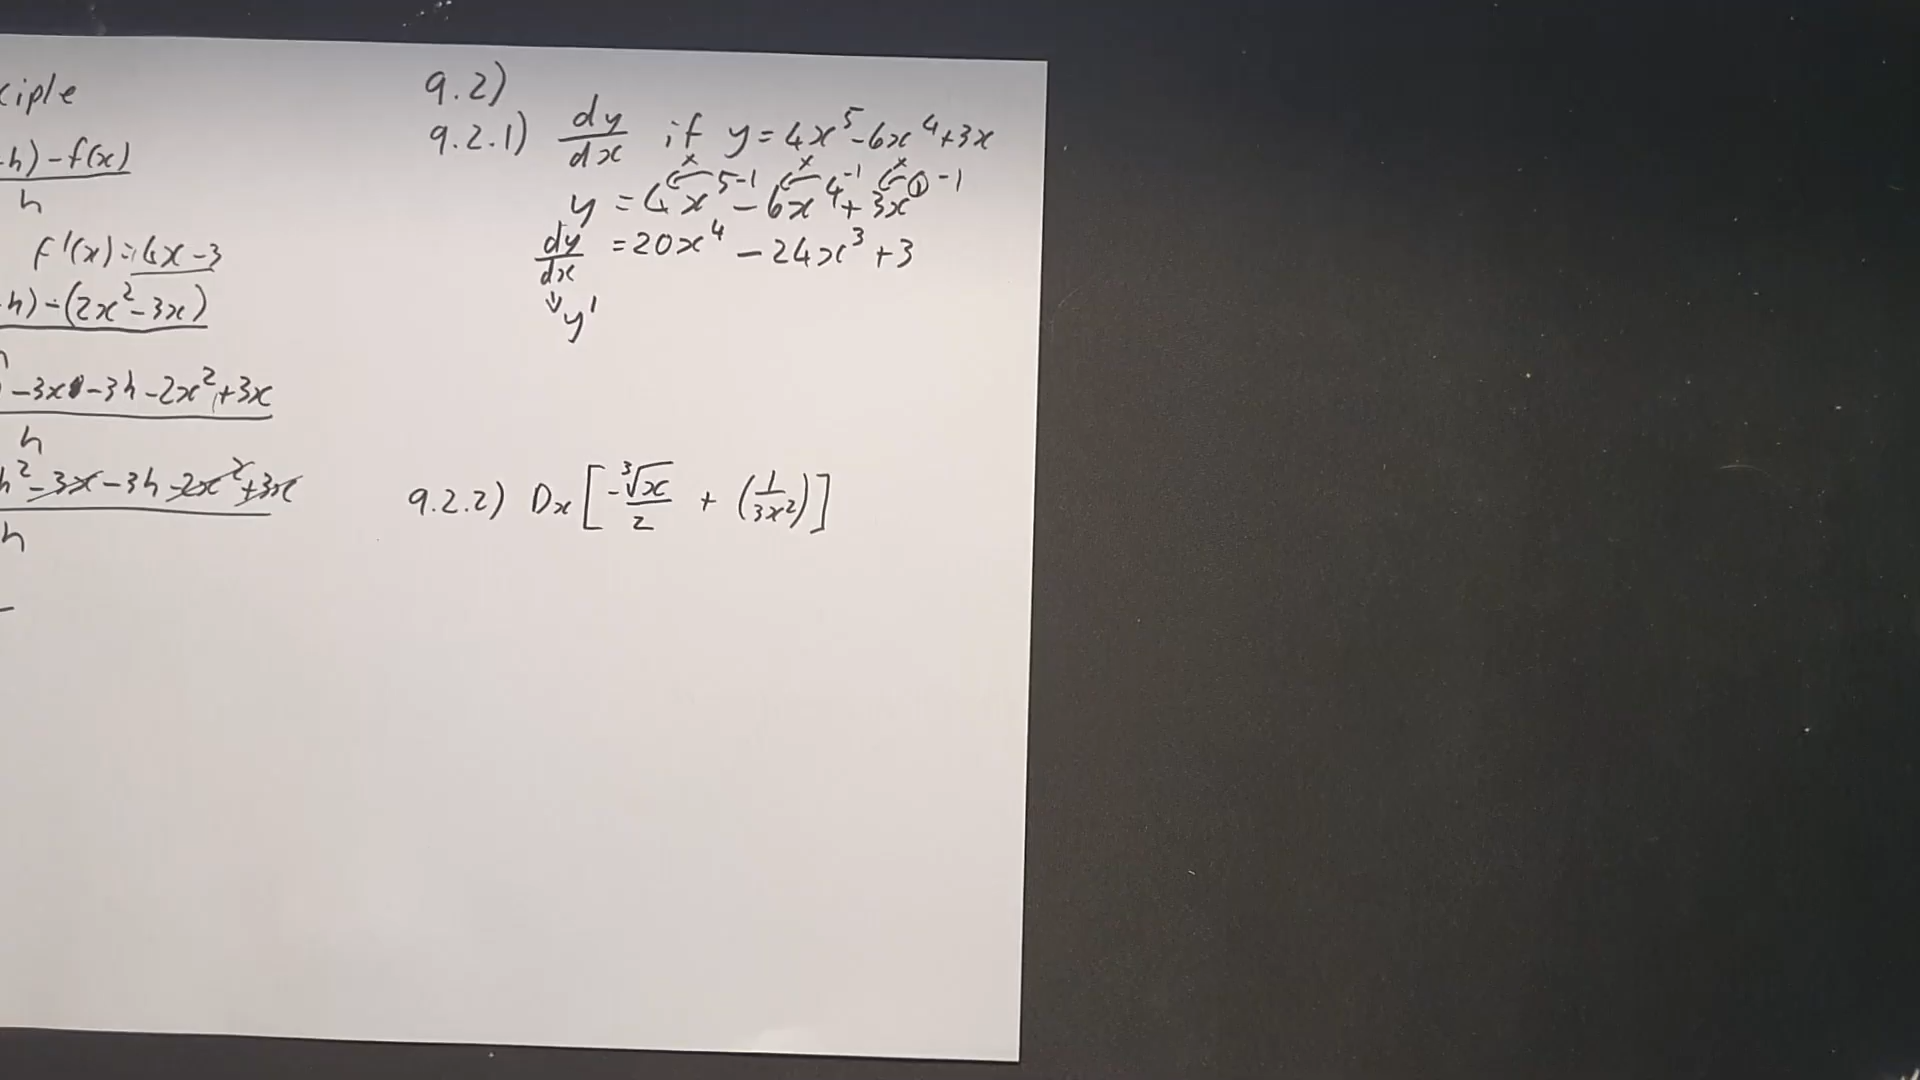 ciple
h) - f(x)
h
f'(x) = 4x - 3
h) - (2x² - 3x)
h
- 3x - 3h - 2x² + 3x
h
h² - 3x - 3h - 2x² + 3x
h
9.2)
9.2.1) dy/dx if y = 4x⁵ - 6x⁴ + 3x
x x x
y = 4x⁵⁻¹ - 6x⁴⁻¹ + 3x①⁻¹
dy/dx = 20x⁴ - 24x³ + 3
↓ y'
9.2.2) Dx [ -∛x/2 + (1/3x²) ]